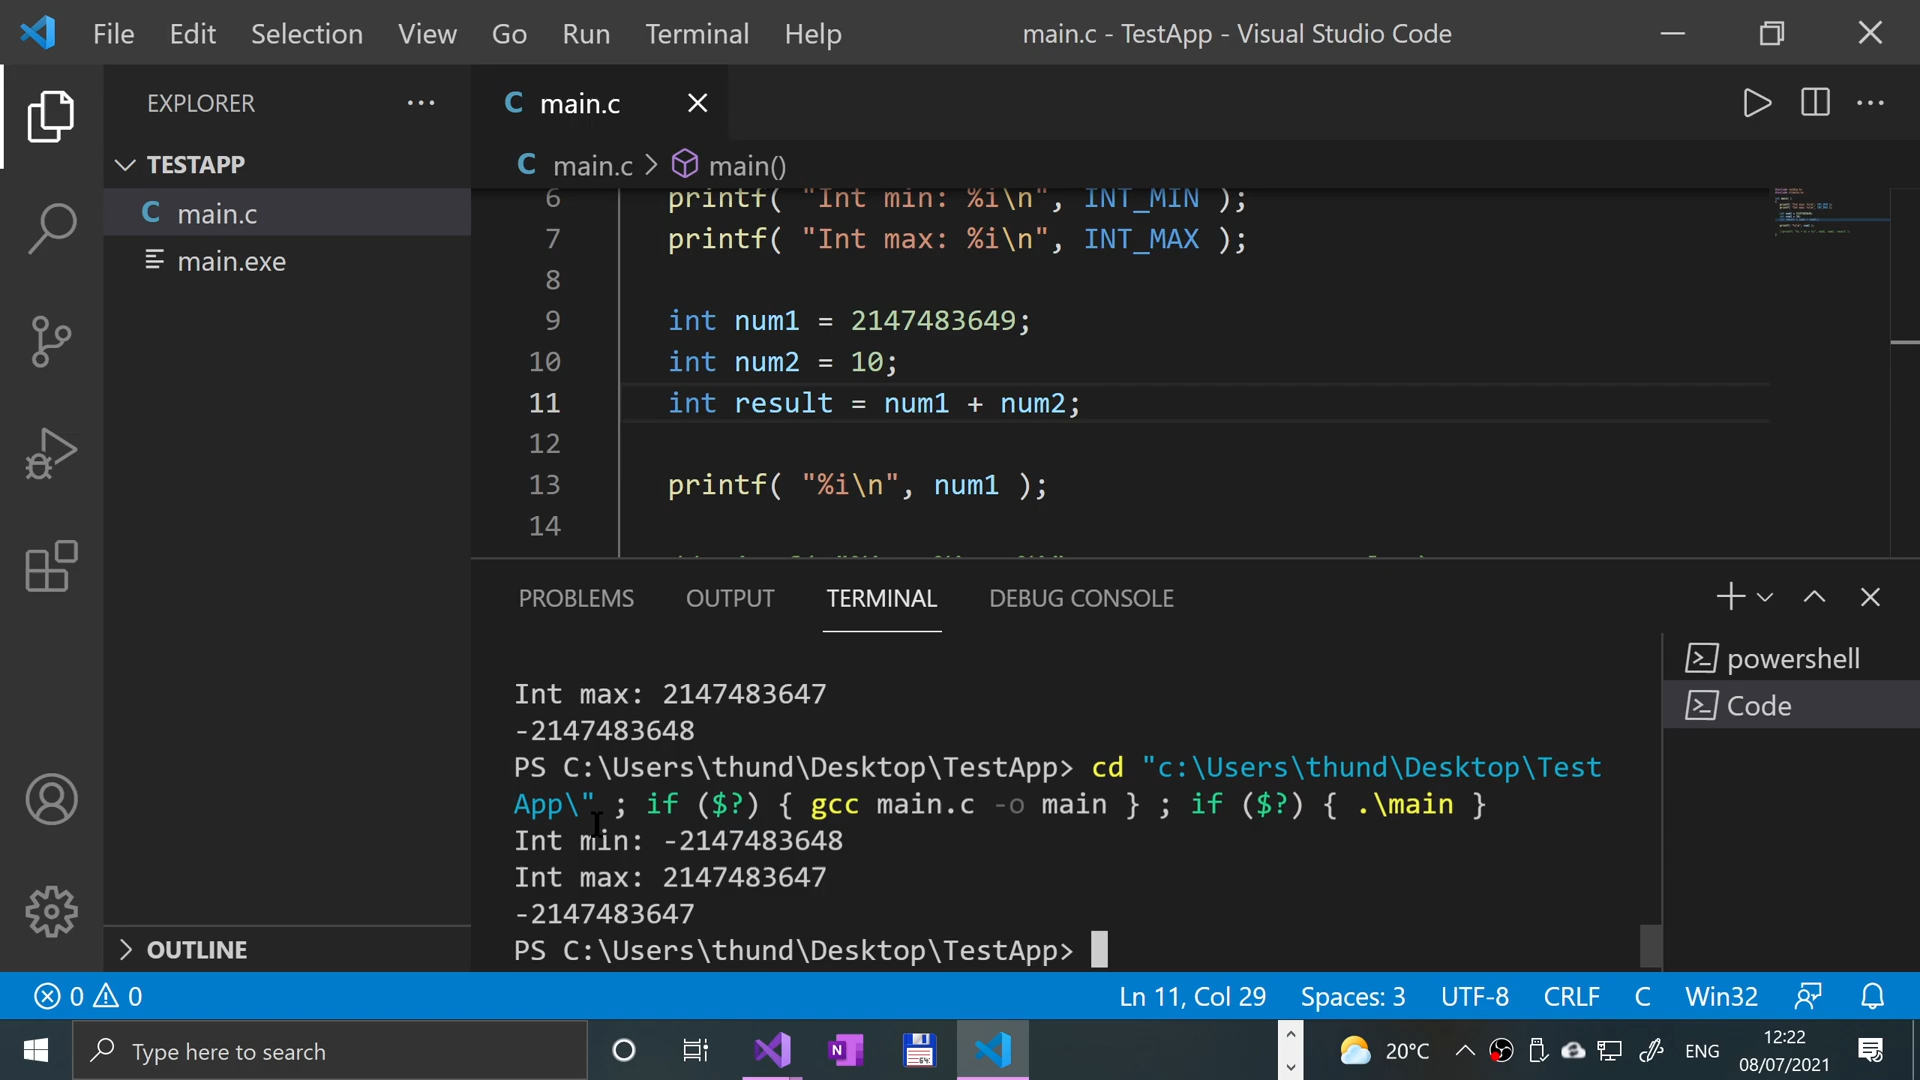 File Edit Selection View Go Run Terminal Help main.c - TestApp - Visual Studio Code
EXPLORER
TESTAPP
main.c
main.exe
OUTLINE
C main.c
C main.c > main()
6 printf( "Int min: %i\n", INT_MIN );
7 printf( "Int max: %i\n", INT_MAX );
8
9 int num1 = 2147483649;
10 int num2 = 10;
11 int result = num1 + num2;
12
13 printf( "%i\n", num1 );
14
PROBLEMS OUTPUT TERMINAL DEBUG CONSOLE
powershell
Code
Int max: 2147483647
-2147483648
PS C:\Users\thund\Desktop\TestApp> cd "c:\Users\thund\Desktop\Test
App\" ; if ($?) { gcc main.c -o main } ; if ($?) { .\main }
Int min: -2147483648
Int max: 2147483647
-2147483647
PS C:\Users\thund\Desktop\TestApp>
0 0 Ln 11, Col 29 Spaces: 3 UTF-8 CRLF C Win32
Type here to search
20°C ENG 12:22
08/07/2021